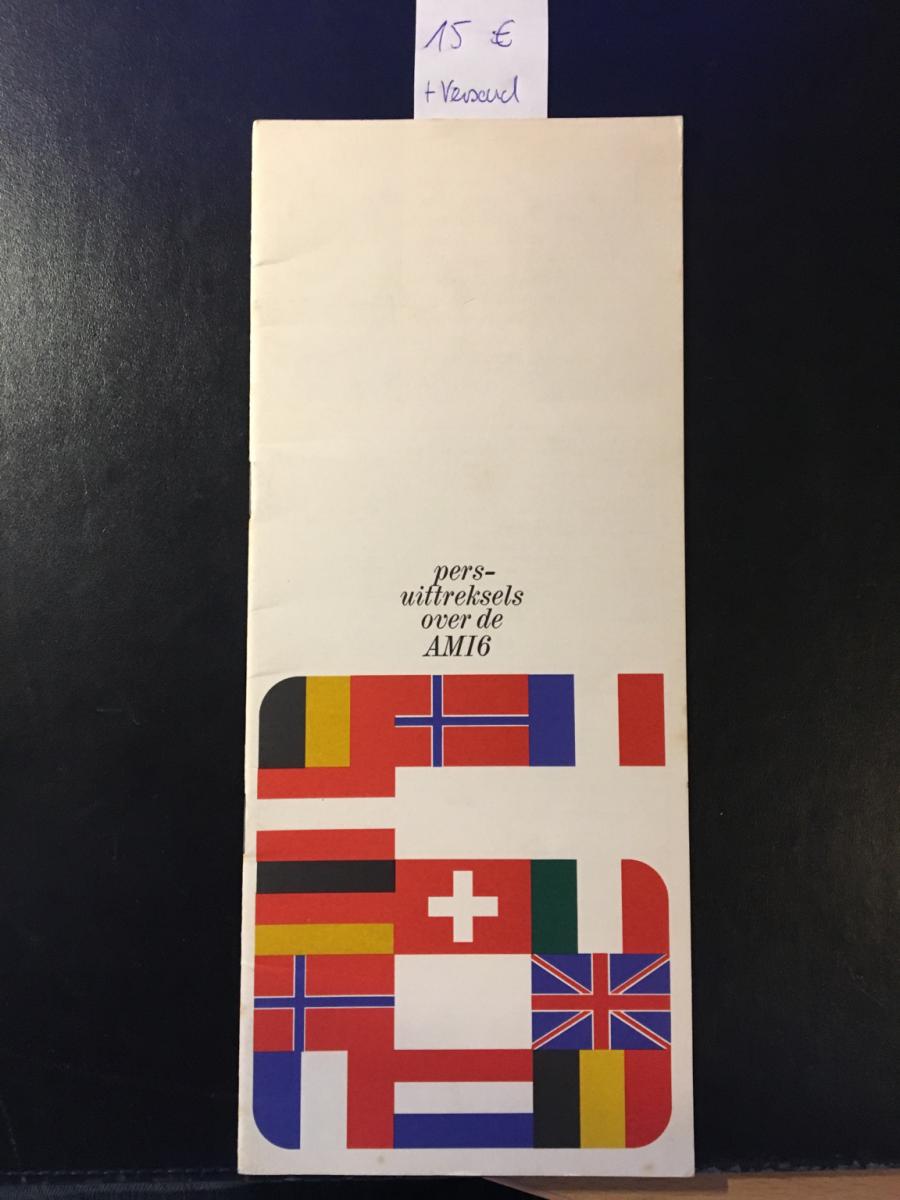 15 €
+ Versand
pers-
uittreksels
over de
AMI6